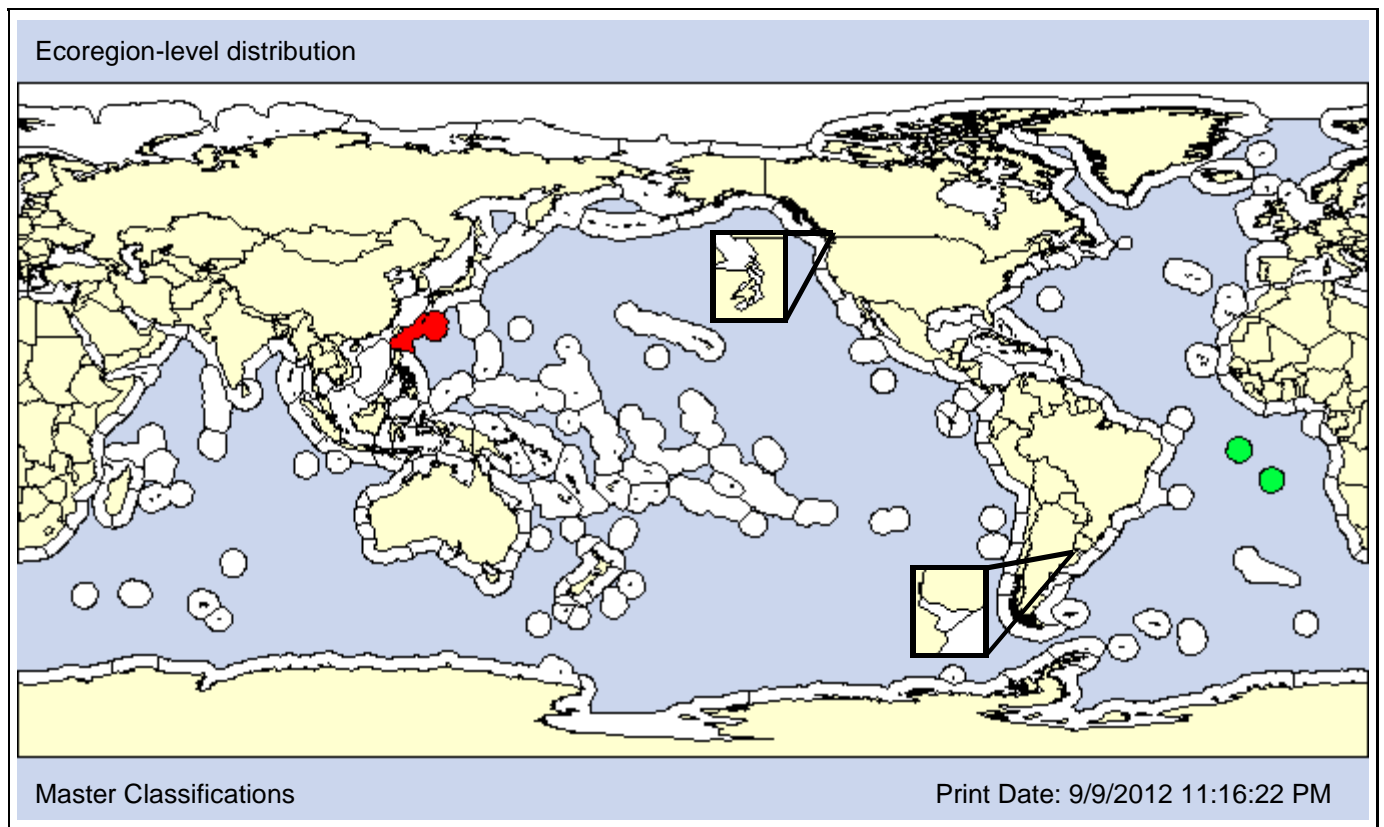 Ecoregion-level distribution
Master Classifications
Print Date: 9/9/2012 11:16:22 PM